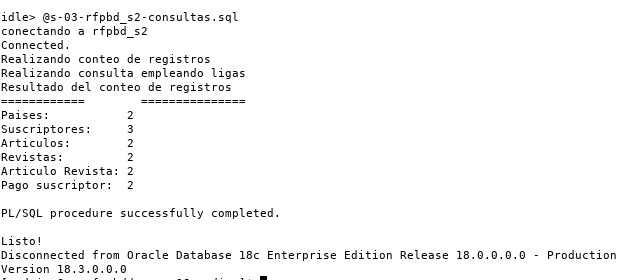 idle> @s-03-rfpbd_s2-consultas.sql
conectando a rfpbd_s2
Connected.
Realizando conteo de registros
Realizando consulta empleando ligas
Resultado del conteo de registros
============ ===============
Paises: 2
Suscriptores: 3
Articulos: 2
Revistas: 2
Articulo Revista: 2
Pago suscriptor: 2
PL/SQL procedure successfully completed.
Listo!
Disconnected from Oracle Database 18c Enterprise Edition Release 18.0.0.0.0 - Production
Version 18.3.0.0.0